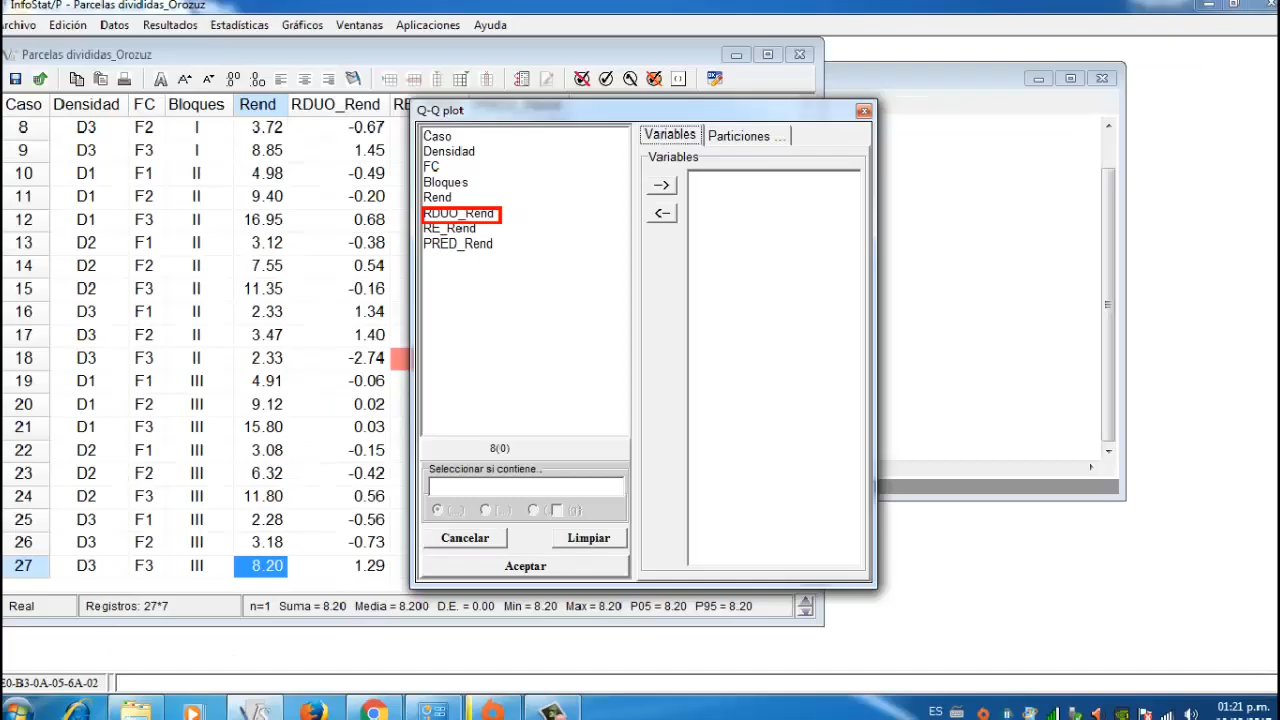 InfoStat/P - Parcelas divididas_Orozuz
Archivo Edición Datos Resultados Estadísticas Gráficos Ventanas Aplicaciones Ayuda
Parcelas divididas_Orozuz
Caso Densidad FC Bloques Rend RDUO_Rend RE
8 D3 F2 I 3.72 -0.67
9 D3 F3 I 8.85 1.45
10 D1 F1 II 4.98 -0.49
11 D1 F2 II 9.40 -0.20
12 D1 F3 II 16.95 0.68
13 D2 F1 II 3.12 -0.38
14 D2 F2 II 7.55 0.54
15 D2 F3 II 11.35 -0.16
16 D3 F1 II 2.33 1.34
17 D3 F2 II 3.47 1.40
18 D3 F3 II 2.33 -2.74
19 D1 F1 III 4.91 -0.06
20 D1 F2 III 9.12 0.02
21 D1 F3 III 15.80 0.03
22 D2 F1 III 3.08 -0.15
23 D2 F2 III 6.32 -0.42
24 D2 F3 III 11.80 0.56
25 D3 F1 III 2.28 -0.56
26 D3 F2 III 3.18 -0.73
27 D3 F3 III 8.20 1.29
Q-Q plot
Caso
Densidad
FC
Bloques
Rend
RDUO_Rend
RE_Rend
PRED_Rend
8(0)
Seleccionar si contiene...
Cancelar Limpiar
Aceptar
Variables Particiones ...
Variables
-->
<--
Real Registros: 27*7 n=1 Suma = 8.20 Media = 8.200 D.E. = 0.00 Min = 8.20 Max = 8.20 P05 = 8.20 P95 = 8.20
E0-B3-0A-05-6A-02
ES 01:21 p.m.